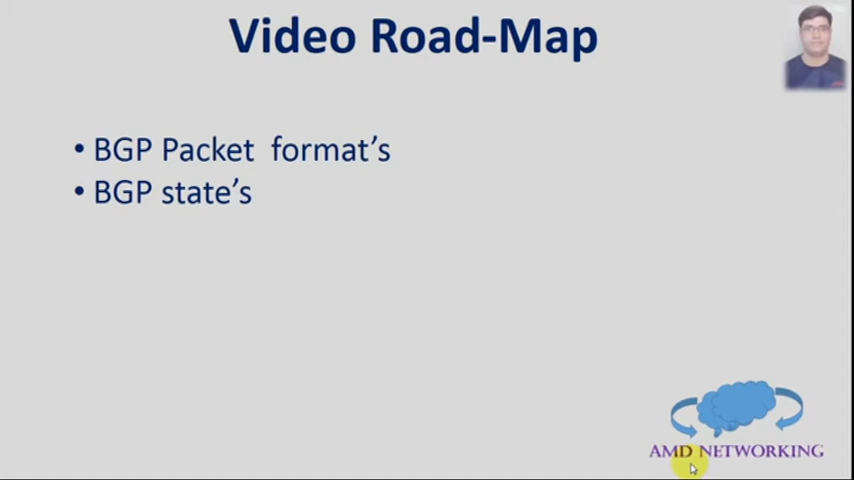 Video Road-Map
• BGP Packet format's
• BGP state's
AMD NETWORKING